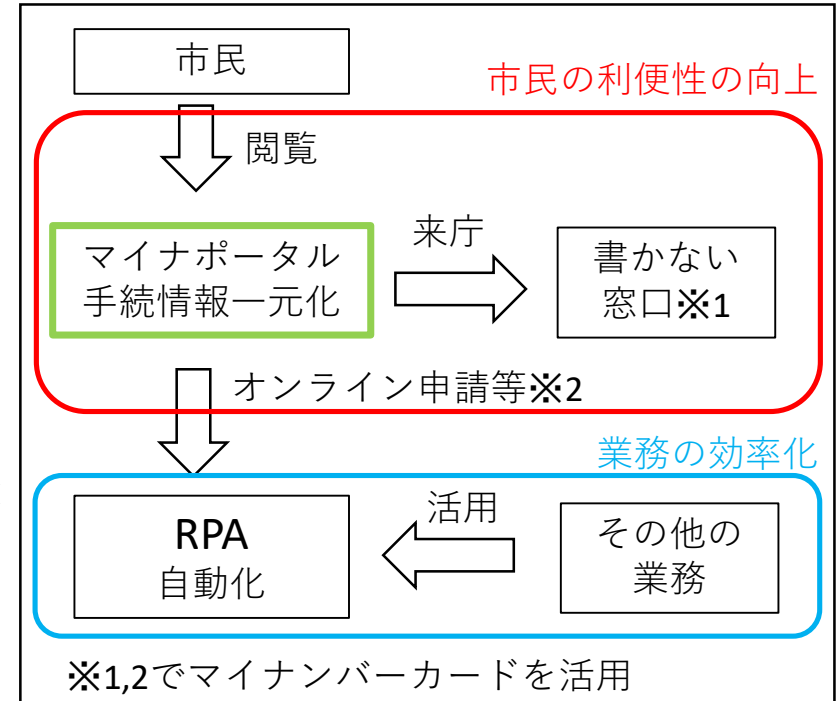 市民
市民の利便性の向上
閲覧
マイナポータル
手続情報一元化
来庁
書かない
窓口※1
オンライン申請等※2
業務の効率化
RPA
自動化
活用
その他の
業務
※1,2でマイナンバーカードを活用